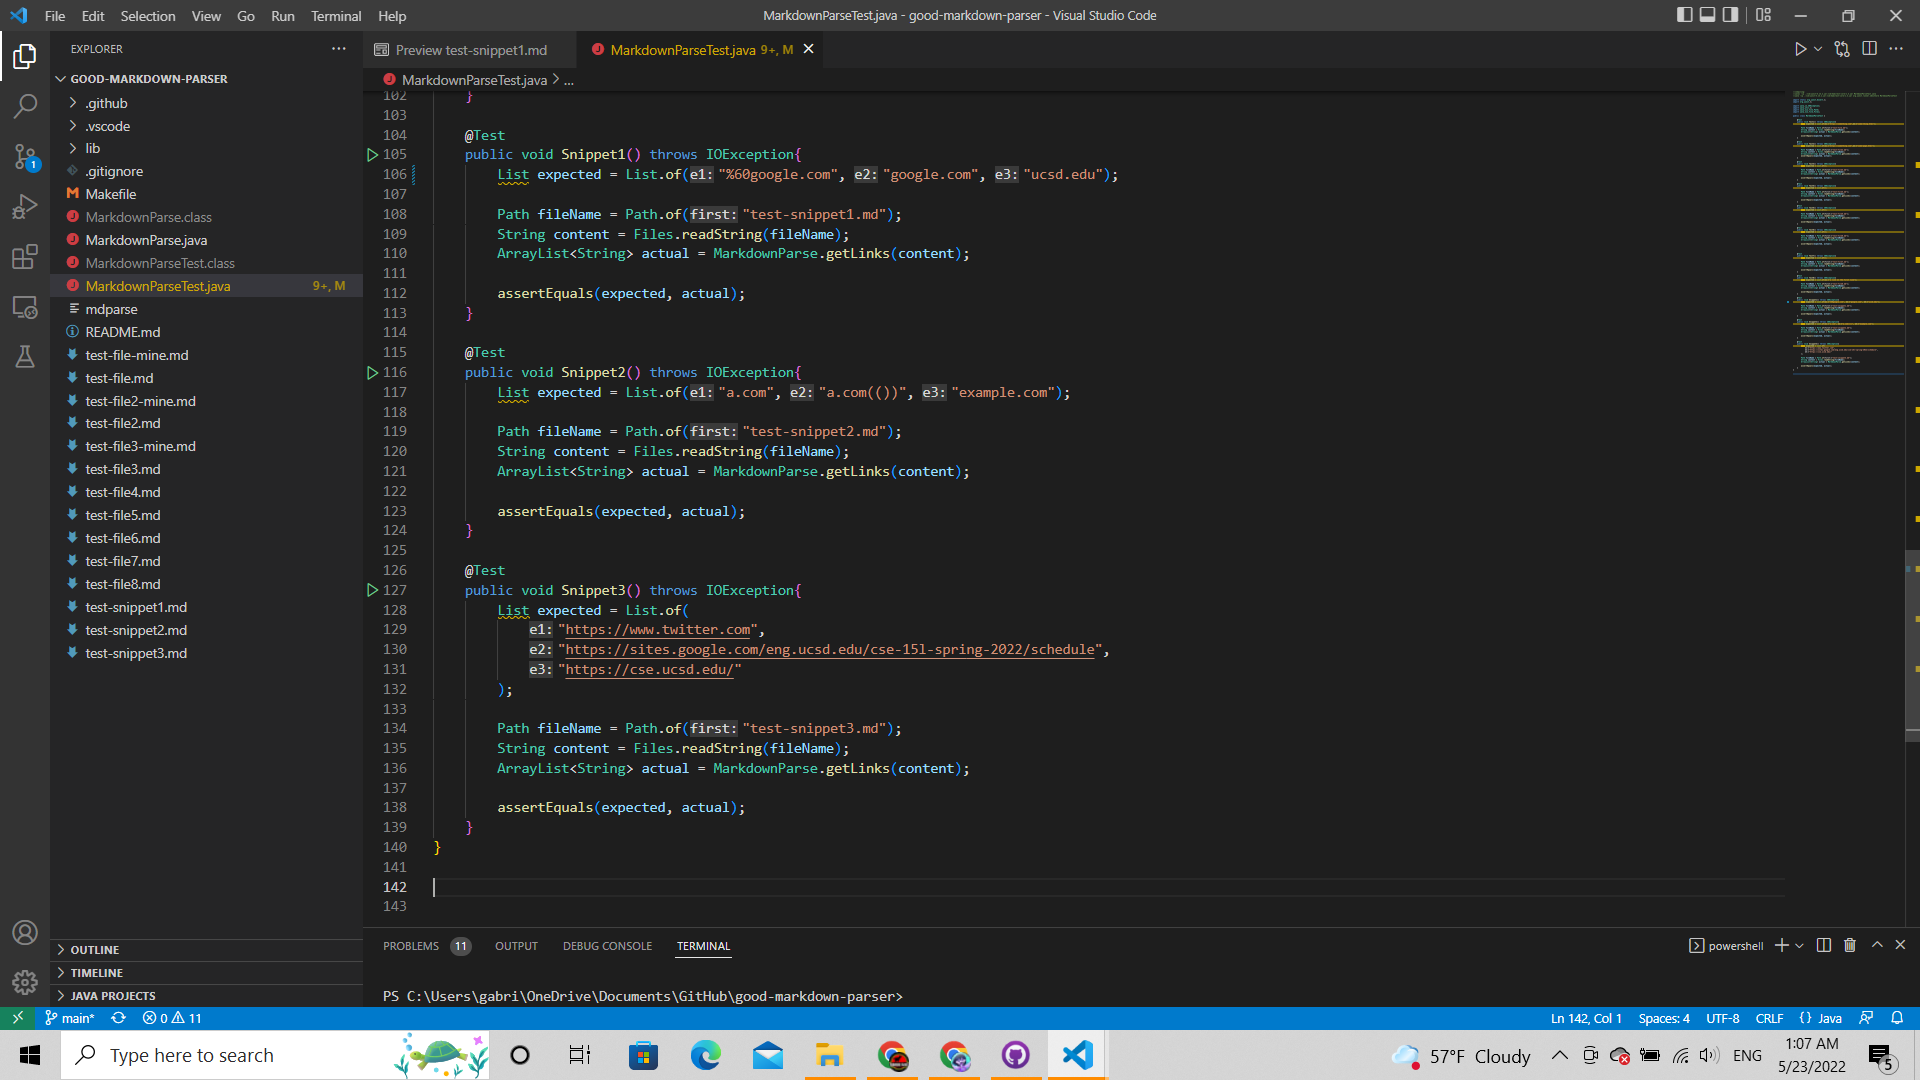 File Edit Selection View Go Run Terminal Help
MarkdownParseTest.java - good-markdown-parser - Visual Studio Code
EXPLORER
GOOD-MARKDOWN-PARSER
.github
.vscode
lib
.gitignore
Makefile
MarkdownParse.class
MarkdownParse.java
MarkdownParseTest.class
MarkdownParseTest.java 9+, M
mdparse
README.md
test-file-mine.md
test-file.md
test-file2-mine.md
test-file2.md
test-file3-mine.md
test-file3.md
test-file4.md
test-file5.md
test-file6.md
test-file7.md
test-file8.md
test-snippet1.md
test-snippet2.md
test-snippet3.md
OUTLINE
TIMELINE
JAVA PROJECTS
1
Preview test-snippet1.md
MarkdownParseTest.java 9+, M
MarkdownParseTest.java > ...
102 }
103
104 @Test
105 public void Snippet1() throws IOException{
106 List expected = List.of(e1: "%60google.com", e2: "google.com", e3: "ucsd.edu");
107
108 Path fileName = Path.of(first: "test-snippet1.md");
109 String content = Files.readString(fileName);
110 ArrayList<String> actual = MarkdownParse.getLinks(content);
111
112 assertEquals(expected, actual);
113 }
114
115 @Test
116 public void Snippet2() throws IOException{
117 List expected = List.of(e1: "a.com", e2: "a.com(())", e3: "example.com");
118
119 Path fileName = Path.of(first: "test-snippet2.md");
120 String content = Files.readString(fileName);
121 ArrayList<String> actual = MarkdownParse.getLinks(content);
122
123 assertEquals(expected, actual);
124 }
125
126 @Test
127 public void Snippet3() throws IOException{
128 List expected = List.of(
129 e1: "https://www.twitter.com",
130 e2: "https://sites.google.com/eng.ucsd.edu/cse-15l-spring-2022/schedule",
131 e3: "https://cse.ucsd.edu/"
132 );
133
134 Path fileName = Path.of(first: "test-snippet3.md");
135 String content = Files.readString(fileName);
136 ArrayList<String> actual = MarkdownParse.getLinks(content);
137
138 assertEquals(expected, actual);
139 }
140 }
141
142
143
PROBLEMS 11 OUTPUT DEBUG CONSOLE TERMINAL
powershell
PS C:\Users\gabri\OneDrive\Documents\GitHub\good-markdown-parser>
main* 0 11
Ln 142, Col 1 Spaces: 4 UTF-8 CRLF {} Java
Type here to search
57°F Cloudy
ENG
1:07 AM
5/23/2022
5